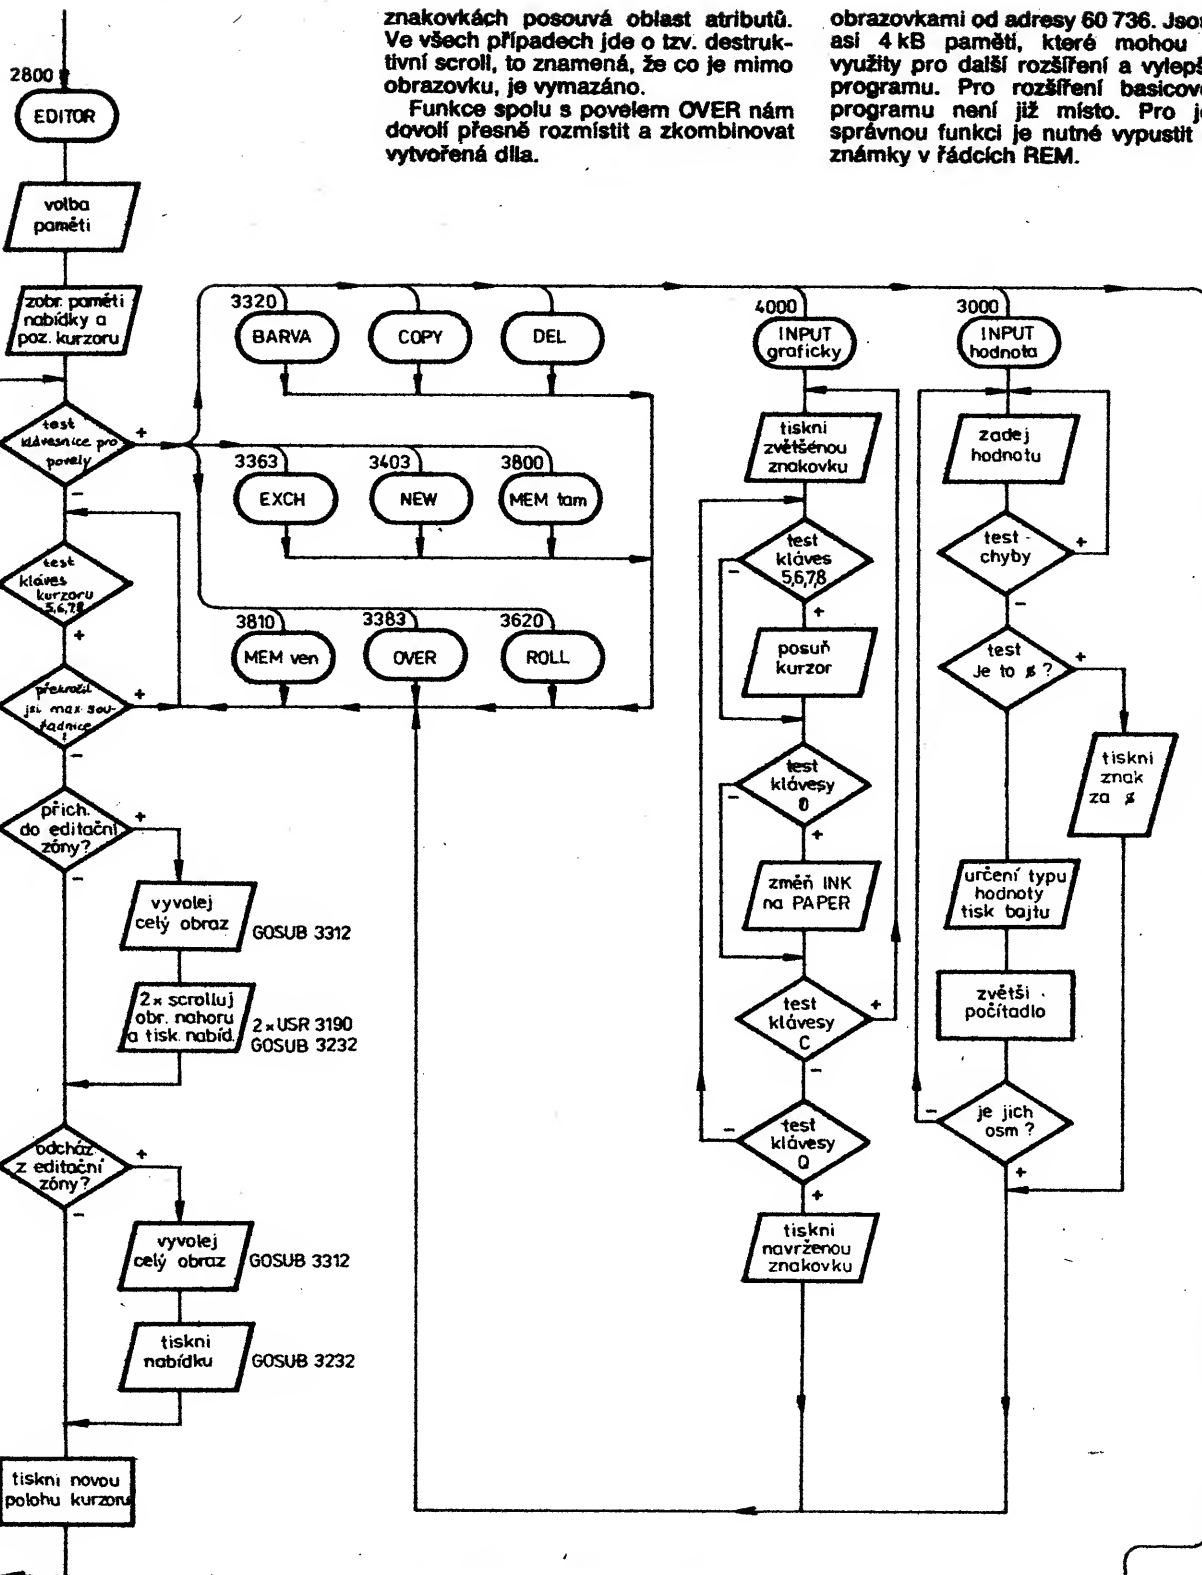 znakovkách posouvá oblast atributů.
Ve všech případech jde o tzv. destruk-
tivní scroll, to znamená, že co je mimo
obrazovku, je vymazáno.
Funkce spolu s povelem OVER nám
dovolí přesně rozmístit a zkombinovat
vytvořená díla.
obrazovkami od adresy 60 736. Jsou
asi 4 kB paměti, které mohou
využity pro další rozšíření a vylepš
programu. Pro rozšíření basicové
programu není již místo. Pro je
správnou funkci je nutné vypustit
známky v řádcích REM.
2800
EDITOR
volba
paměti
zobr. paměti
nabídky a
poz. kurzoru
test
klávesnice pro
povely
+
−
test
kláves
kurzoru
5,6,7,8
+
překročil
jsi max. sou-
řadnice
!
+
−
přich.
do editační
zóny?
+
−
vyvolej
celý obraz
GOSUB 3312
2× scrolluj
obr. nahoru
a tisk. nabíd.
2×USR 3190
GOSUB 3232
odcház.
z editační
zóny?
+
−
vyvolej
celý obraz
GOSUB 3312
tiskni
nabídku
GOSUB 3232
tiskni novou
polohu kurzoru
3320
BARVA
COPY
DEL
3363
EXCH
3403
NEW
3800
MEM tam
3810
MEM ven
3383
OVER
3620
ROLL
4000
INPUT
graficky
tiskni
zvětšenou
znakovku
test
kláves
5,6,7,8
−
+
posuň
kurzor
test
klávesy
0
−
+
změň INK
na PAPER
test
klávesy
C
+
−
test
klávesy
Q
−
+
tiskni
navrženou
znakovku
3000
INPUT
hodnota
zadej
hodnotu
test
chyby
+
−
test
je to $ ?
+
tiskni
znak
za $
určení typu
hodnoty
tisk bajtu
zvětši
počítadlo
je jich
osm ?
−
+